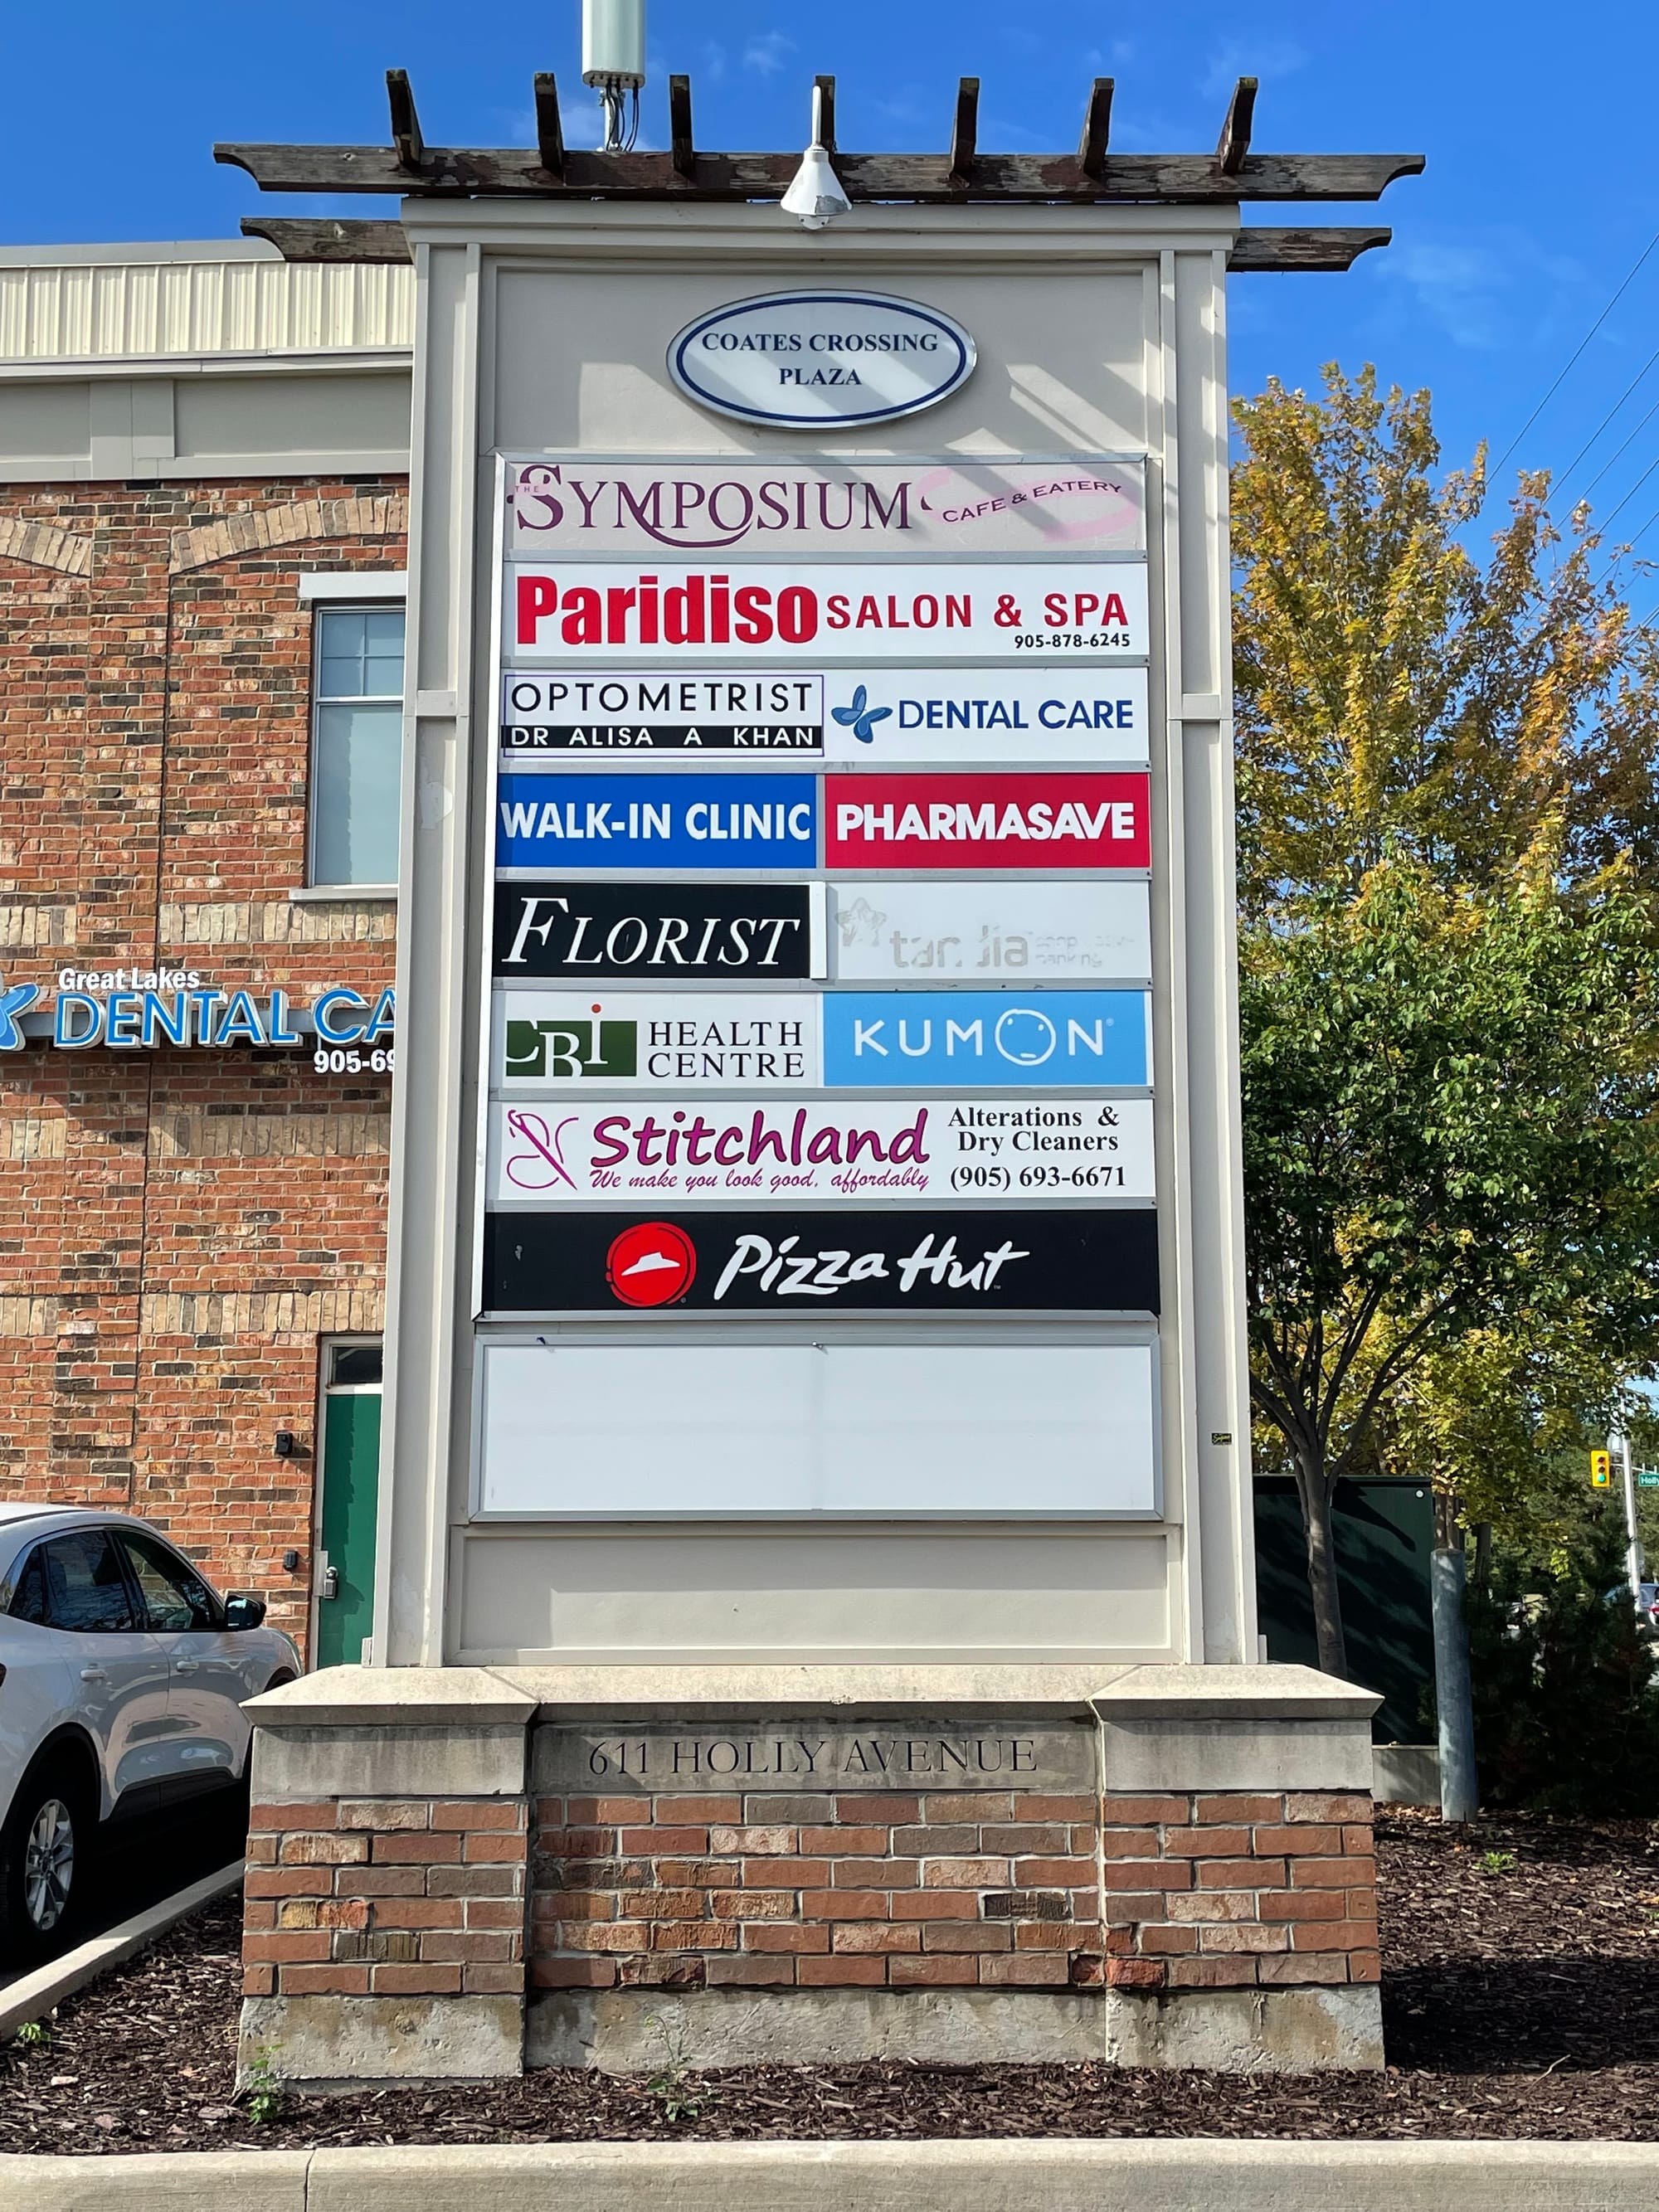 COATES CROSSING
PLAZA
THE SYMPOSIUM CAFE & EATERY
Paridiso SALON & SPA
905-878-6245
OPTOMETRIST
DR ALISA A KHAN
DENTAL CARE
WALK-IN CLINIC
PHARMASAVE
FLORIST
CBI HEALTH
CENTRE
KUMON
Stitchland
We make you look good, affordably
Alterations &
Dry Cleaners
(905) 693-6671
Pizza Hut
611 HOLLY AVENUE
Great Lakes
DENTAL CA
905-69
Holly